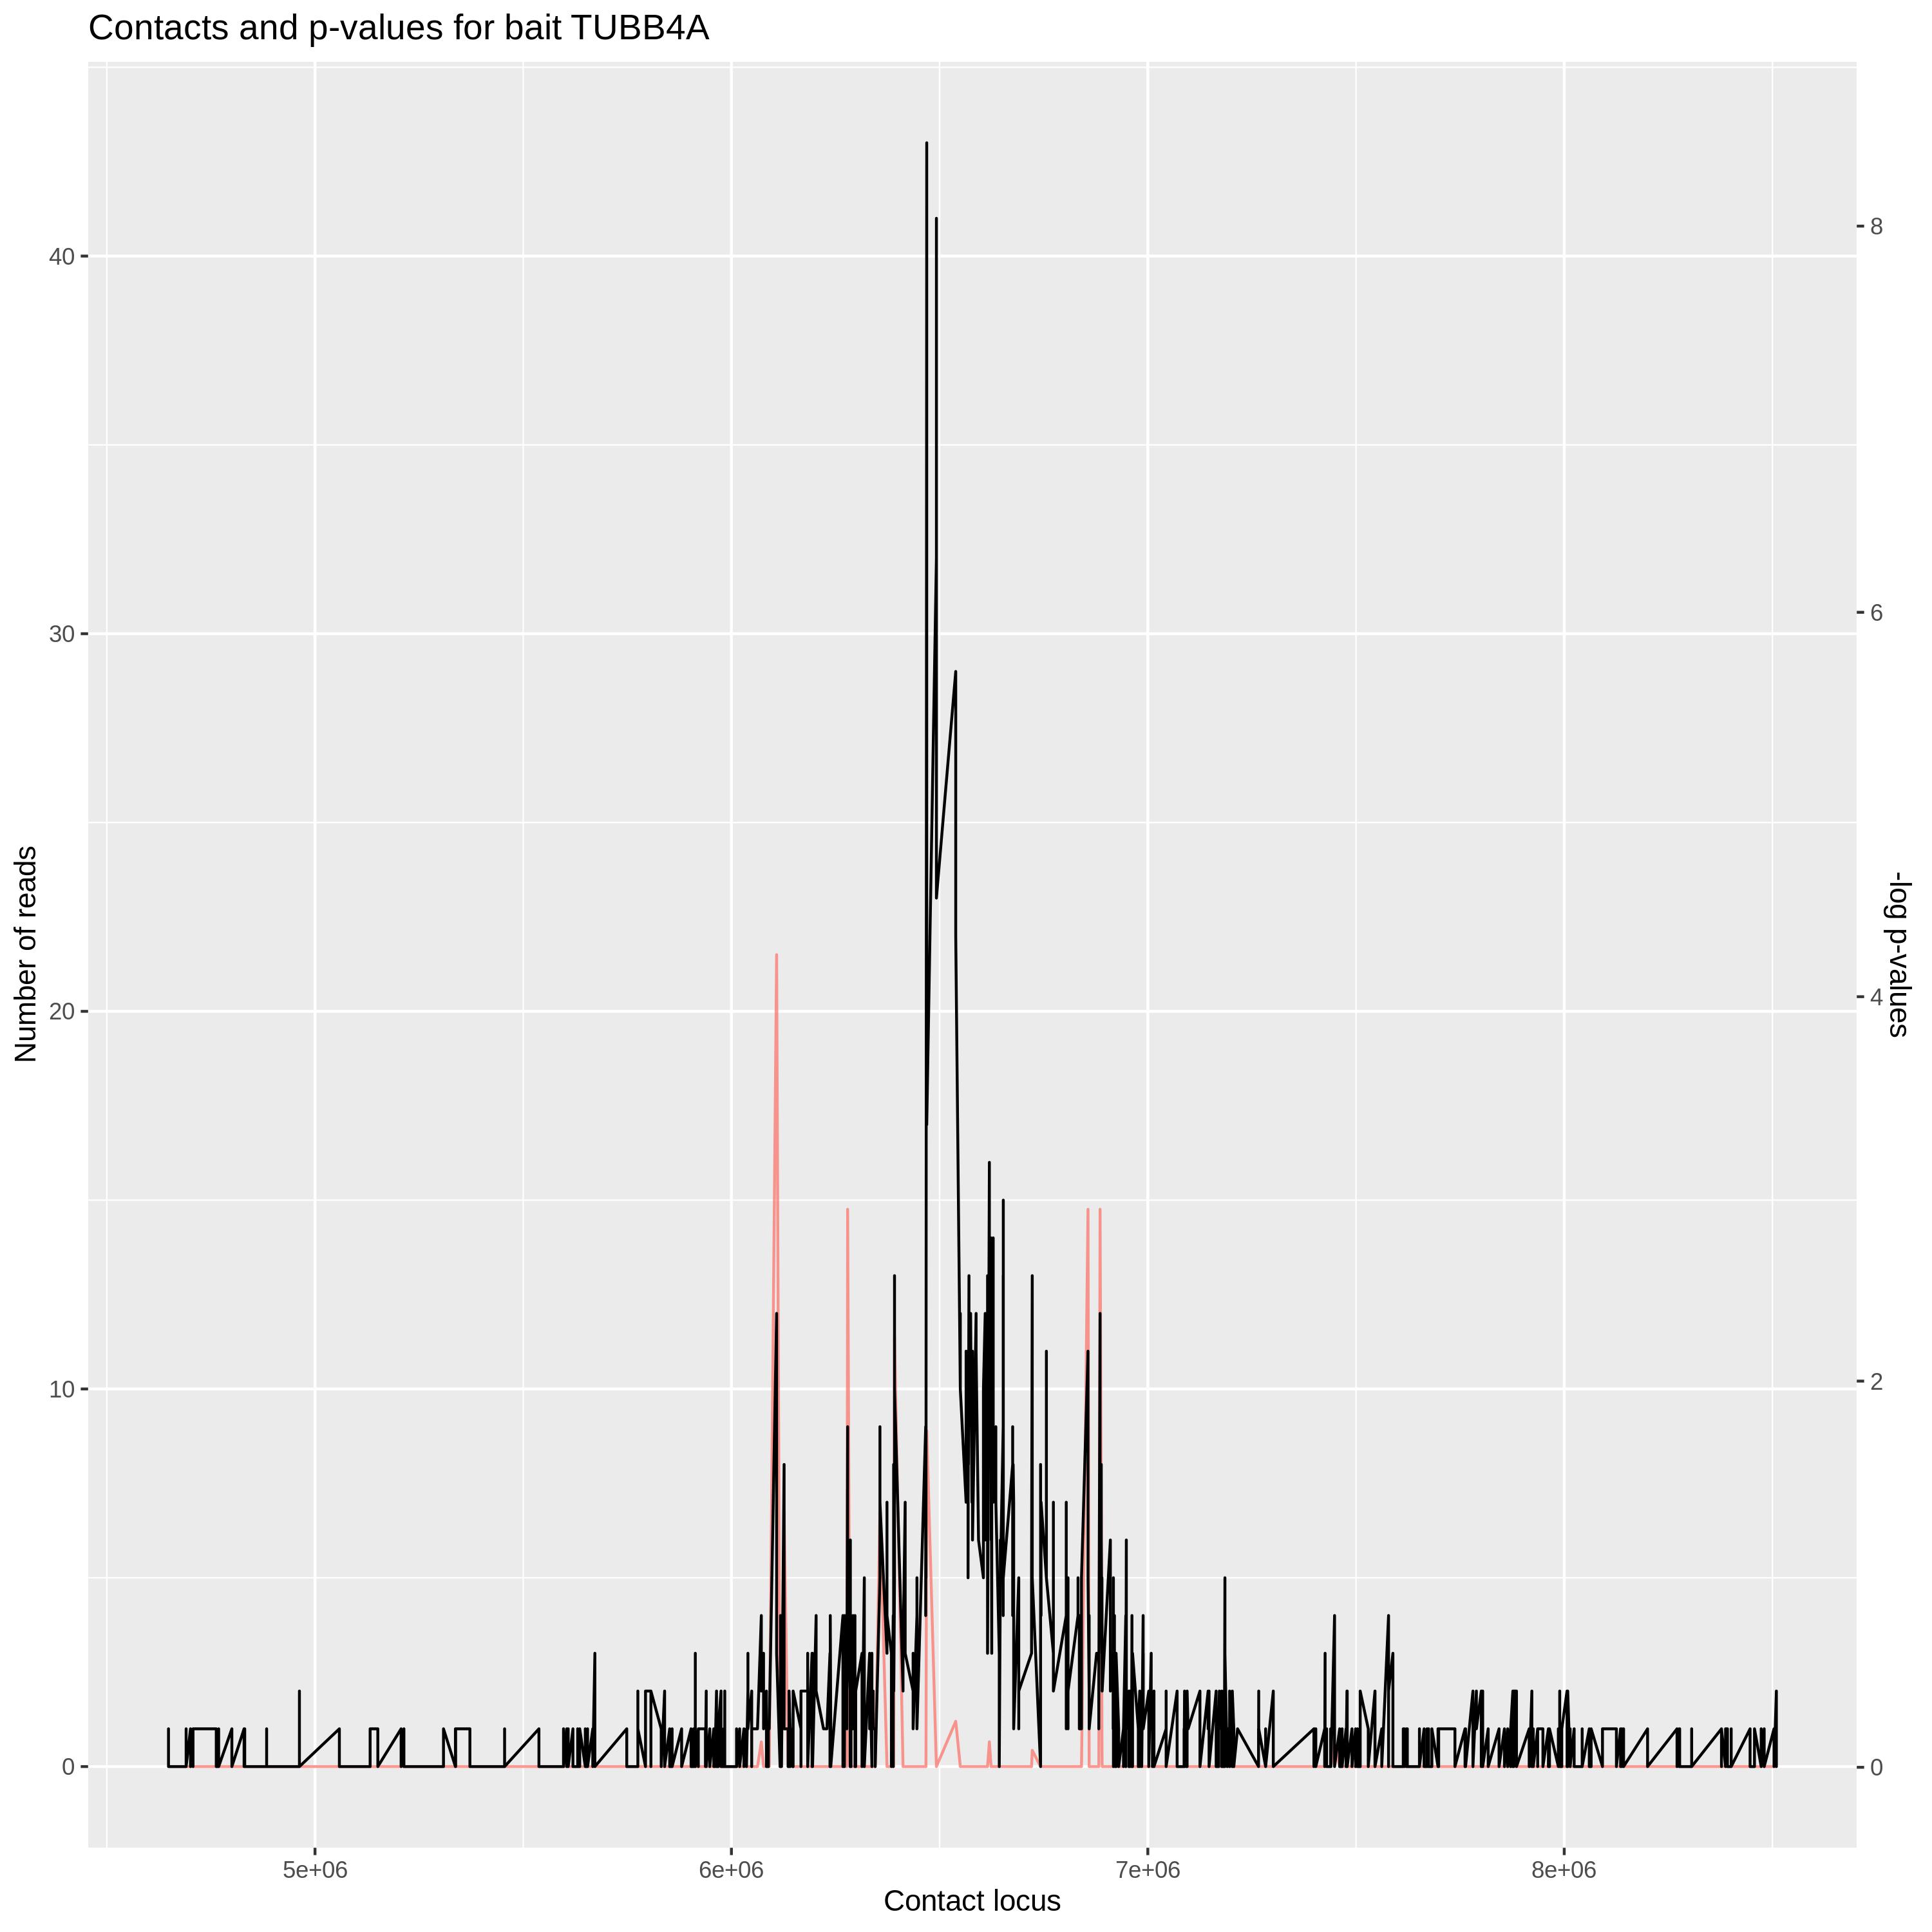 Contacts and p-values for bait TUBB4A
40
30
20
10
0
8
6
4
2
0
Number of reads
-log p-values
5e+06
6e+06
7e+06
8e+06
Contact locus